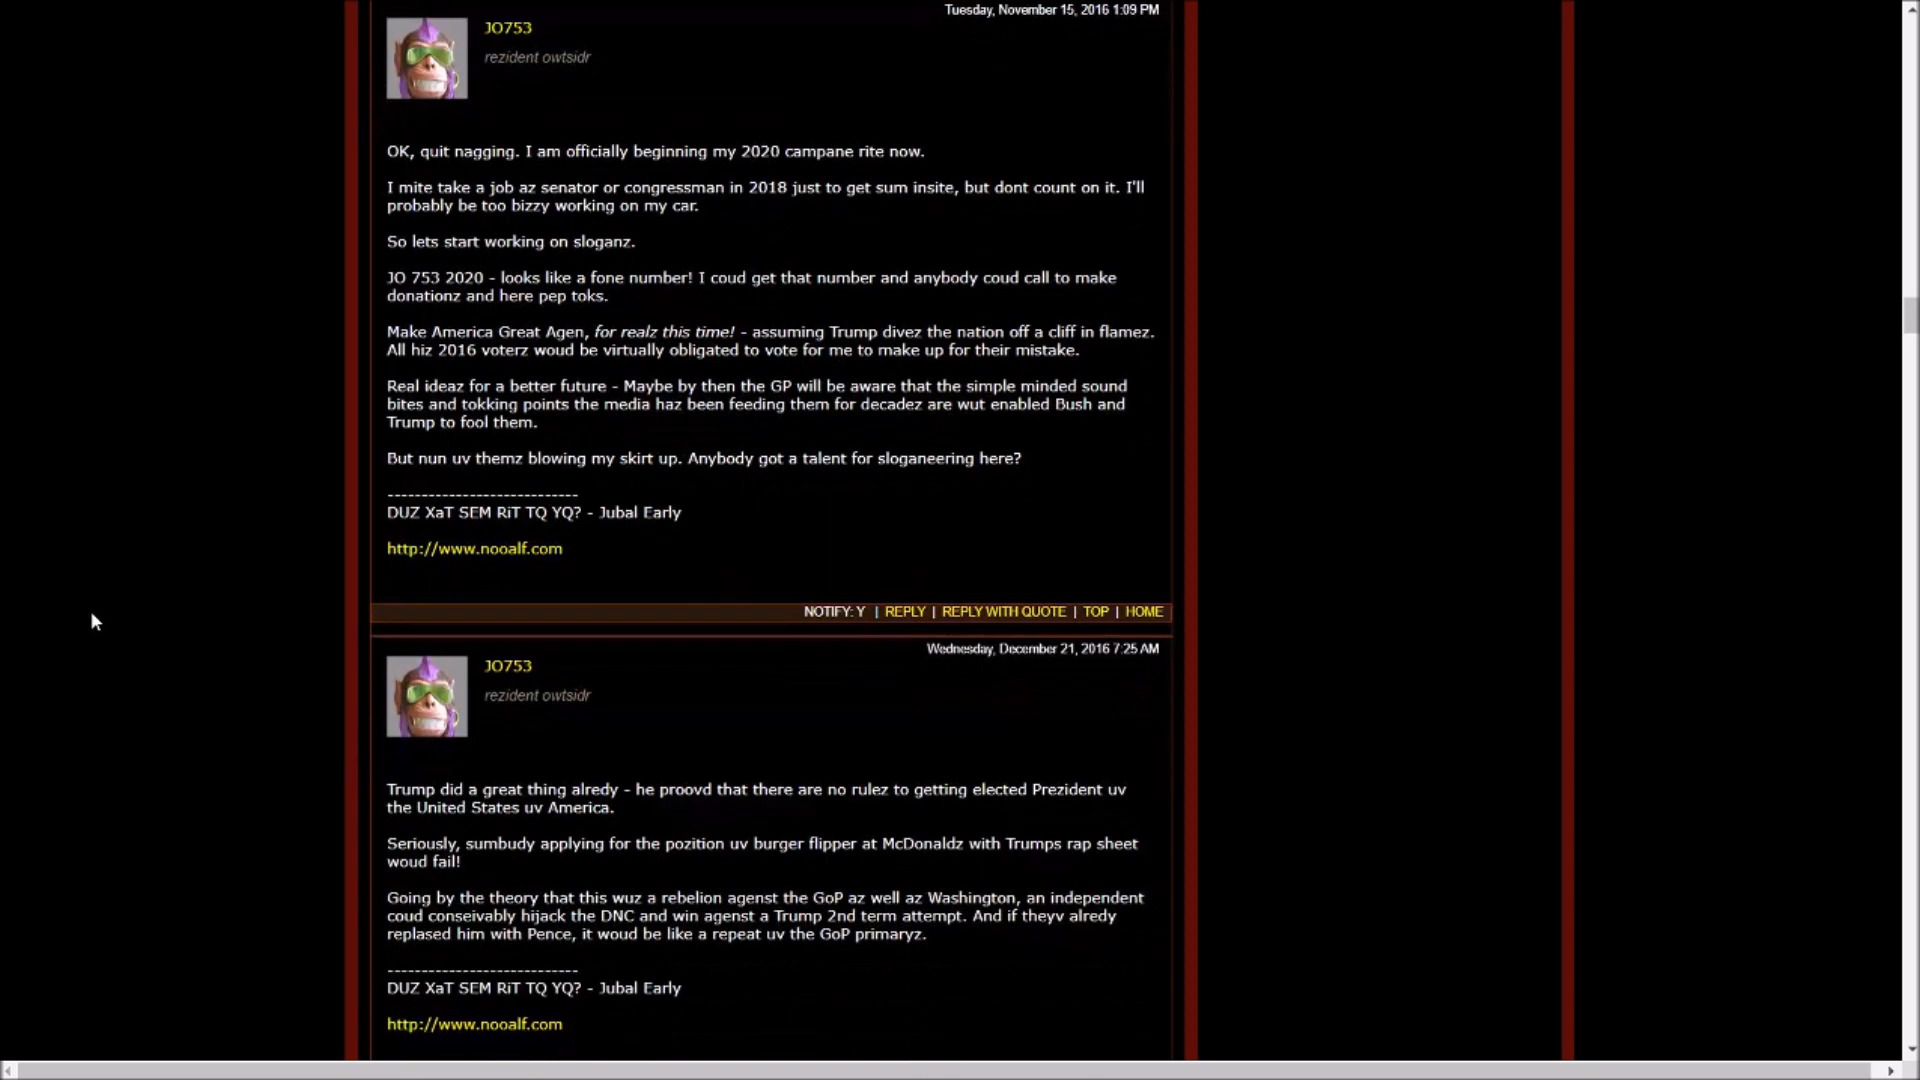 Tuesday, November 15, 2016 1:09 PM
JO753
rezident owtsidr
OK, quit nagging. I am officially beginning my 2020 campane rite now.
I mite take a job az senator or congressman in 2018 just to get sum insite, but dont count on it. I'll
probably be too bizzy working on my car.
So lets start working on sloganz.
JO 753 2020 - looks like a fone number! I coud get that number and anybody coud call to make
donationz and here pep toks.
Make America Great Agen, for realz this time! - assuming Trump divez the nation off a cliff in flamez.
All hiz 2016 voterz woud be virtually obligated to vote for me to make up for their mistake.
Real ideaz for a better future - Maybe by then the GP will be aware that the simple minded sound
bites and tokking points the media haz been feeding them for decadez are wut enabled Bush and
Trump to fool them.
But nun uv themz blowing my skirt up. Anybody got a talent for sloganeering here?
----------------------------
DUZ XaT SEM RiT TQ YQ? - Jubal Early
http://www.nooalf.com
NOTIFY: Y | REPLY | REPLY WITH QUOTE | TOP | HOME
Wednesday, December 21, 2016 7:25 AM
JO753
rezident owtsidr
Trump did a great thing alredy - he proovd that there are no rulez to getting elected Prezident uv
the United States uv America.
Seriously, sumbudy applying for the pozition uv burger flipper at McDonaldz with Trumps rap sheet
woud fail!
Going by the theory that this wuz a rebelion agenst the GoP az well az Washington, an independent
coud conseivably hijack the DNC and win agenst a Trump 2nd term attempt. And if theyv alredy
replased him with Pence, it woud be like a repeat uv the GoP primaryz.
----------------------------
DUZ XaT SEM RiT TQ YQ? - Jubal Early
http://www.nooalf.com